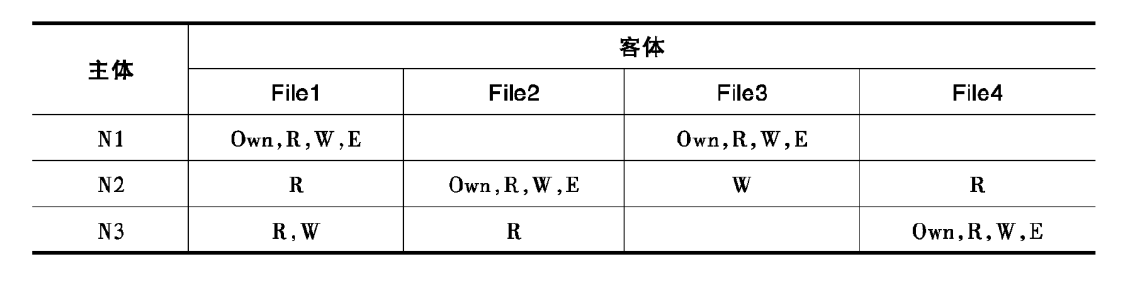 主体 客体
File1 File2 File3 File4
N1 Own,R,W,E Own,R,W,E
N2 R Own,R,W,E W R
N3 R,W R Own,R,W,E